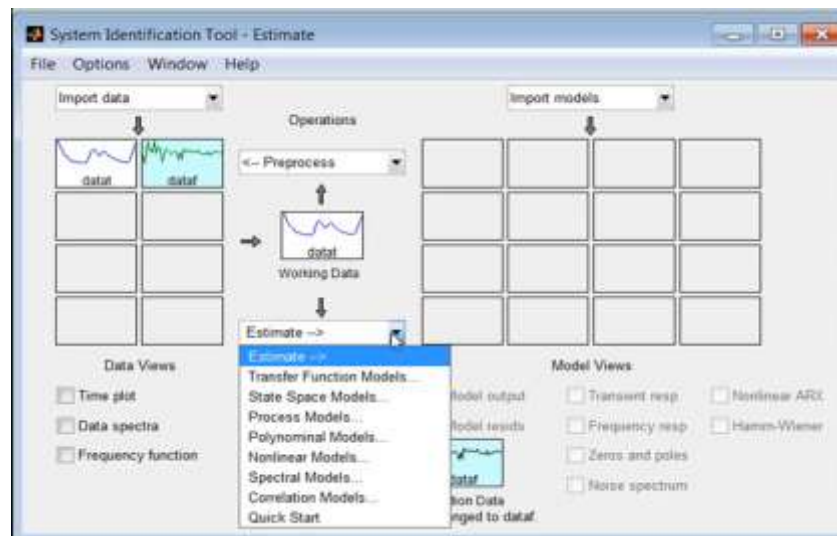 System Identification Tool - Estimate
File Options Window Help
Import data
Import models
Operations
datat
dataf
<-- Preprocess
datat
Working Data
Estimate -->
Estimate -->
Transfer Function Models...
State Space Models...
Process Models...
Polynominal Models...
Nonlinear Models...
Spectral Models...
Correlation Models...
Quick Start
Data Views
Time plot
Data spectra
Frequency function
Model Views
Model output
Transient resp
Nonlinear ARX
Model resids
Frequency resp
Hamm-Wiener
Zeros and poles
Noise spectrum
dataf
tion Data
nged to dataf.